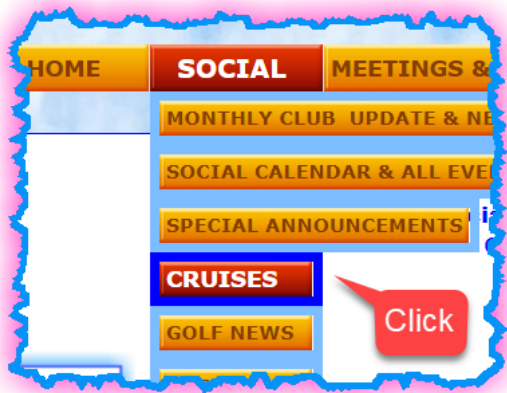 HOME SOCIAL MEETINGS &
MONTHLY CLUB UPDATE & NE
SOCIAL CALENDAR & ALL EVE
SPECIAL ANNOUNCEMENTS
CRUISES
Click
GOLF NEWS